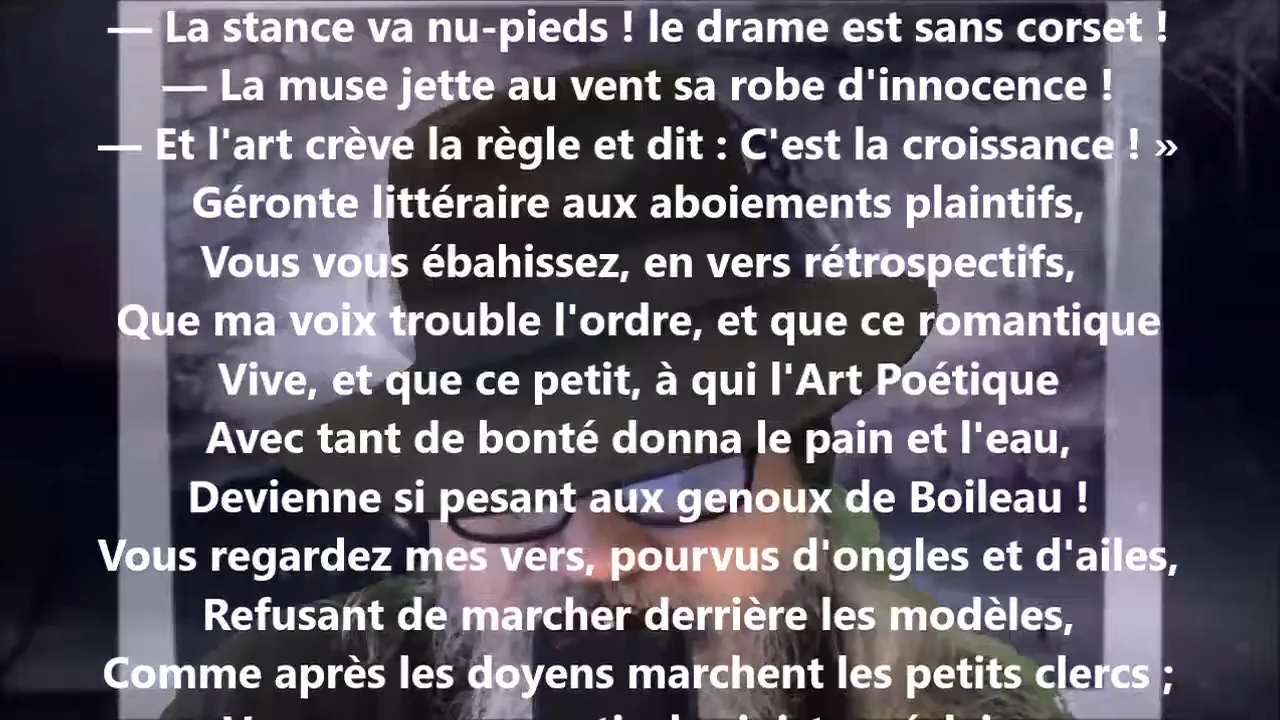 — La stance va nu-pieds ! le drame est sans corset !
— La muse jette au vent sa robe d'innocence !
— Et l'art crève la règle et dit : C'est la croissance ! »
Géronte littéraire aux aboiements plaintifs,
Vous vous ébahissez, en vers rétrospectifs,
Que ma voix trouble l'ordre, et que ce romantique
Vive, et que ce petit, à qui l'Art Poétique
Avec tant de bonté donna le pain et l'eau,
Devienne si pesant aux genoux de Boileau !
Vous regardez mes vers, pourvus d'ongles et d'ailes,
Refusant de marcher derrière les modèles,
Comme après les doyens marchent les petits clercs ;